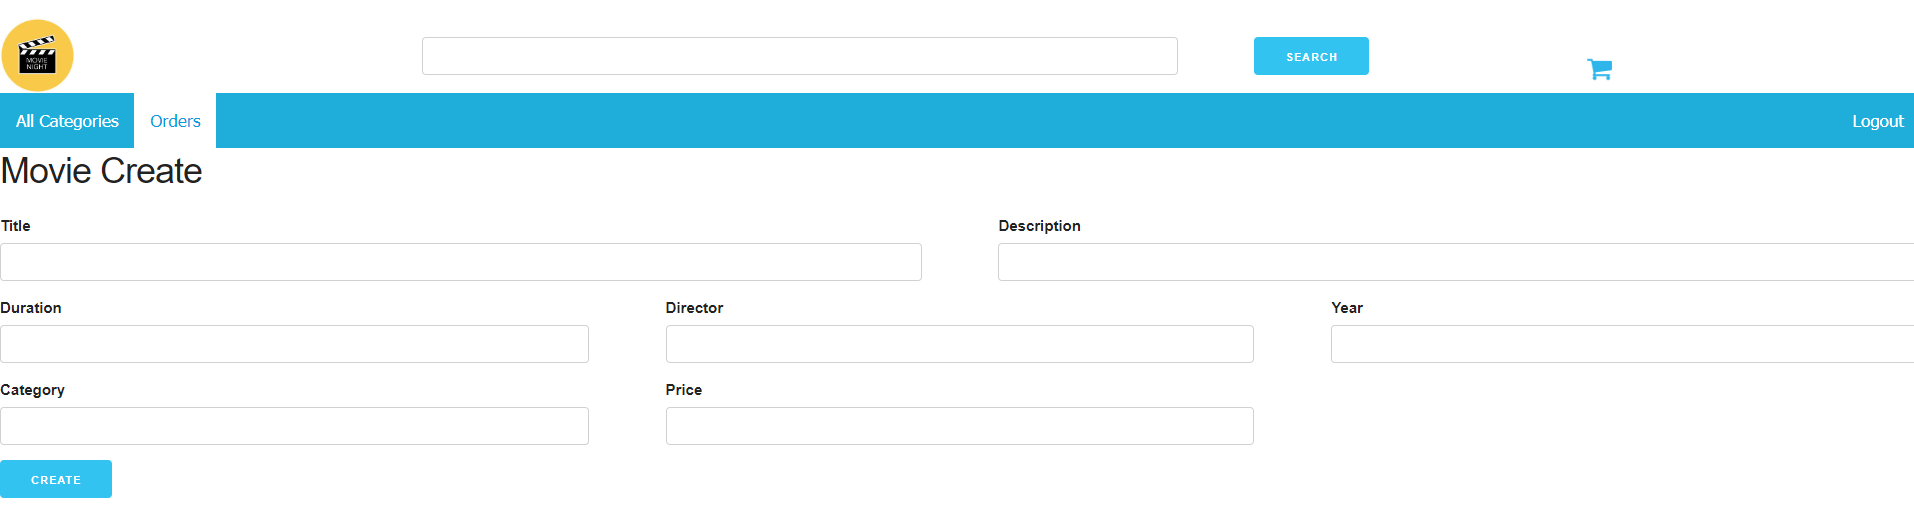 MOVIE
NIGHT
SEARCH
All Categories Orders Logout
Movie Create
Title Description
Duration Director Year
Category Price
CREATE